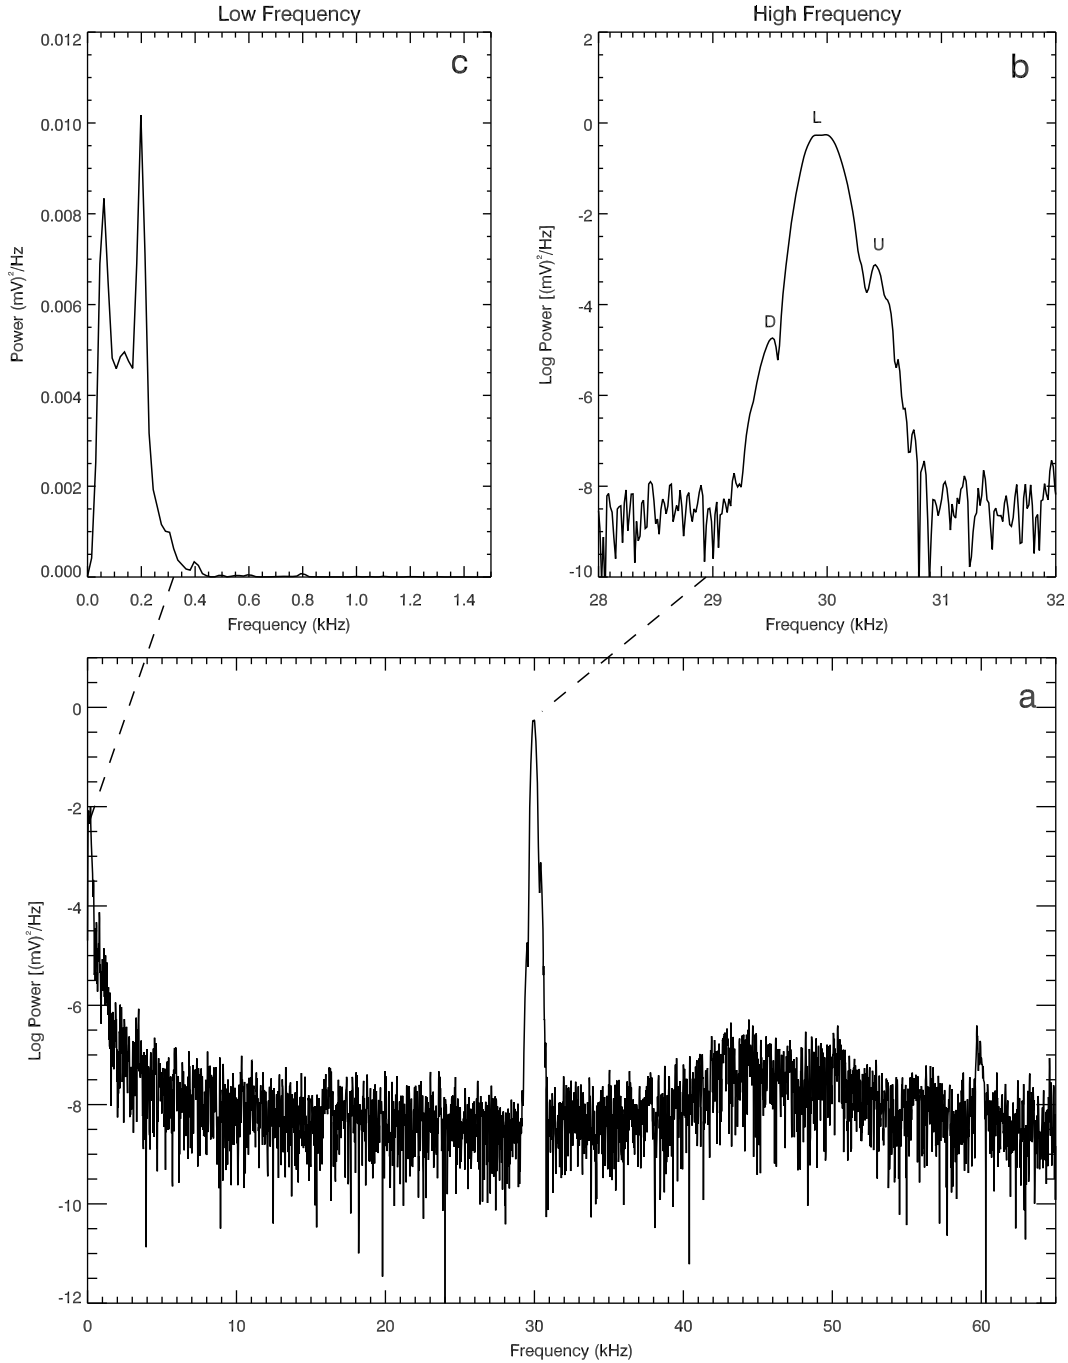 Low Frequency
High Frequency
c
0.012
0.010
0.008
0.006
0.004
0.002
0.000
Power (mV)²/Hz
0.0 0.2 0.4 0.6 0.8 1.0 1.2 1.4
Frequency (kHz)
b
L
U
D
2
0
-2
-4
-6
-8
-10
Log Power [(mV)²/Hz]
28 29 30 31 32
Frequency (kHz)
a
0
-2
-4
-6
-8
-10
-12
Log Power [(mV)²/Hz]
0 10 20 30 40 50 60
Frequency (kHz)